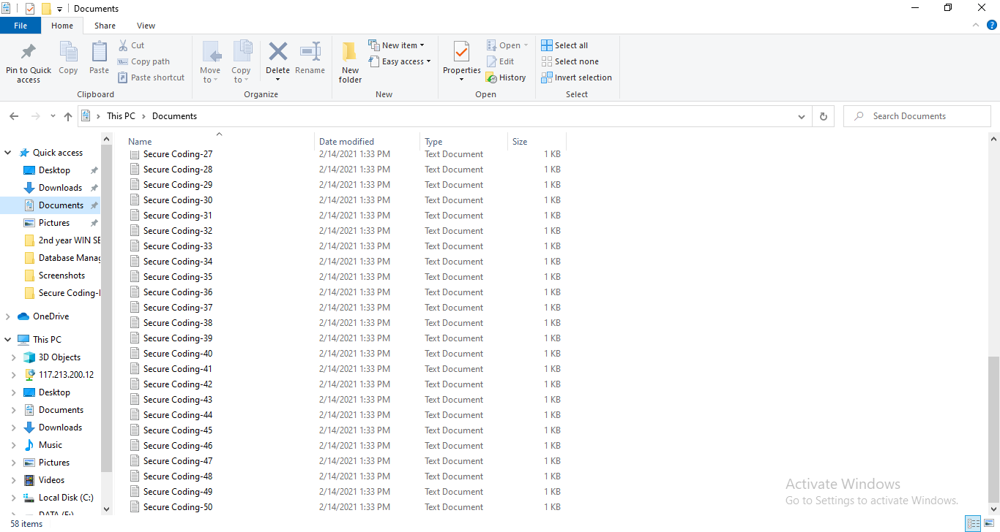 Documents
File Home Share View
Pin to Quick access
Copy
Paste
Cut
Copy path
Paste shortcut
Clipboard
Move to
Copy to
Delete
Rename
Organize
New folder
New item
Easy access
New
Properties
Open
Edit
History
Open
Select all
Select none
Invert selection
Select
This PC › Documents
Search Documents
Quick access
Desktop
Downloads
Documents
Pictures
2nd year WIN SE
Database Manag
Screenshots
Secure Coding-
OneDrive
This PC
3D Objects
117.213.200.12
Desktop
Documents
Downloads
Music
Pictures
Videos
Local Disk (C:)
Name Date modified Type Size
Secure Coding-27 2/14/2021 1:33 PM Text Document 1 KB
Secure Coding-28 2/14/2021 1:33 PM Text Document 1 KB
Secure Coding-29 2/14/2021 1:33 PM Text Document 1 KB
Secure Coding-30 2/14/2021 1:33 PM Text Document 1 KB
Secure Coding-31 2/14/2021 1:33 PM Text Document 1 KB
Secure Coding-32 2/14/2021 1:33 PM Text Document 1 KB
Secure Coding-33 2/14/2021 1:33 PM Text Document 1 KB
Secure Coding-34 2/14/2021 1:33 PM Text Document 1 KB
Secure Coding-35 2/14/2021 1:33 PM Text Document 1 KB
Secure Coding-36 2/14/2021 1:33 PM Text Document 1 KB
Secure Coding-37 2/14/2021 1:33 PM Text Document 1 KB
Secure Coding-38 2/14/2021 1:33 PM Text Document 1 KB
Secure Coding-39 2/14/2021 1:33 PM Text Document 1 KB
Secure Coding-40 2/14/2021 1:33 PM Text Document 1 KB
Secure Coding-41 2/14/2021 1:33 PM Text Document 1 KB
Secure Coding-42 2/14/2021 1:33 PM Text Document 1 KB
Secure Coding-43 2/14/2021 1:33 PM Text Document 1 KB
Secure Coding-44 2/14/2021 1:33 PM Text Document 1 KB
Secure Coding-45 2/14/2021 1:33 PM Text Document 1 KB
Secure Coding-46 2/14/2021 1:33 PM Text Document 1 KB
Secure Coding-47 2/14/2021 1:33 PM Text Document 1 KB
Secure Coding-48 2/14/2021 1:33 PM Text Document 1 KB
Secure Coding-49 2/14/2021 1:33 PM Text Document 1 KB
Secure Coding-50 2/14/2021 1:33 PM Text Document 1 KB
Activate Windows
Go to Settings to activate Windows.
58 items